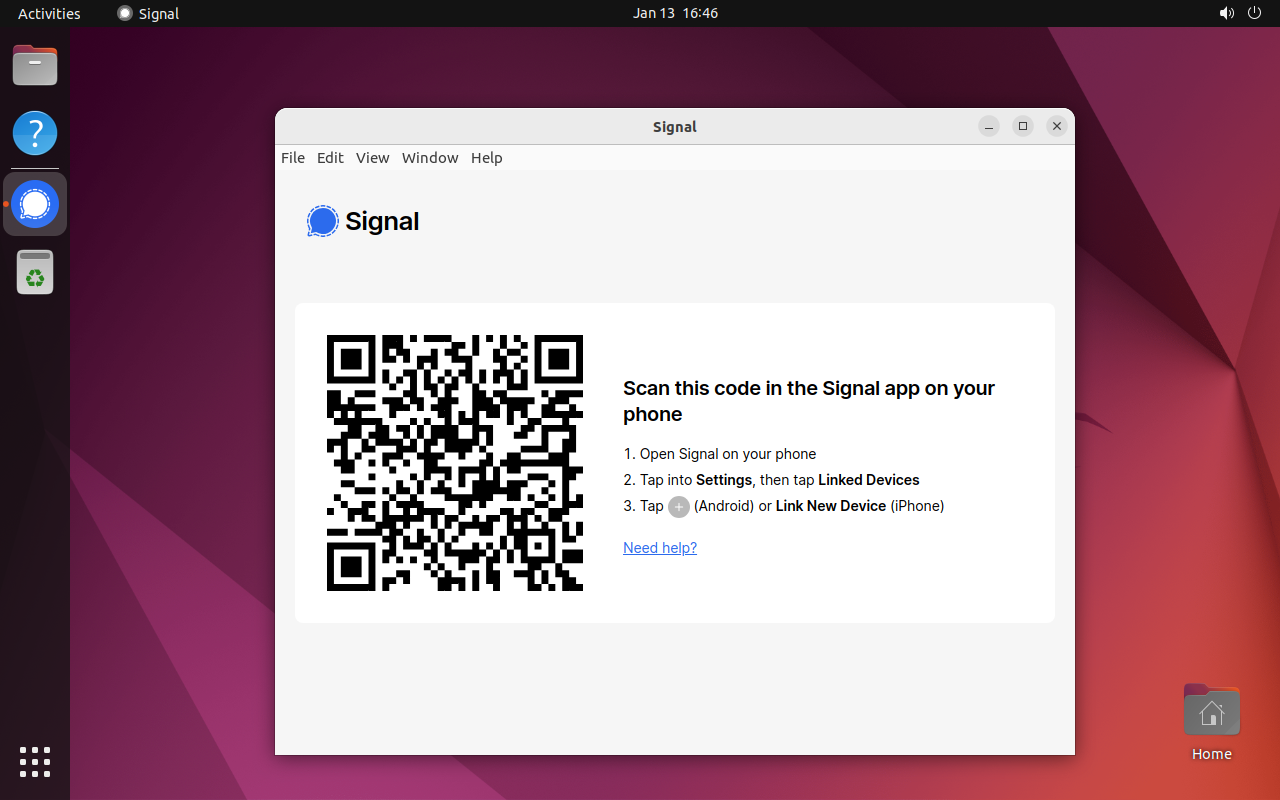 Activities
Signal
Jan 13 16:46
Signal
File Edit View Window Help
Signal
Scan this code in the Signal app on your
phone
1. Open Signal on your phone
2. Tap into Settings, then tap Linked Devices
3. Tap + (Android) or Link New Device (iPhone)
Need help?
Home